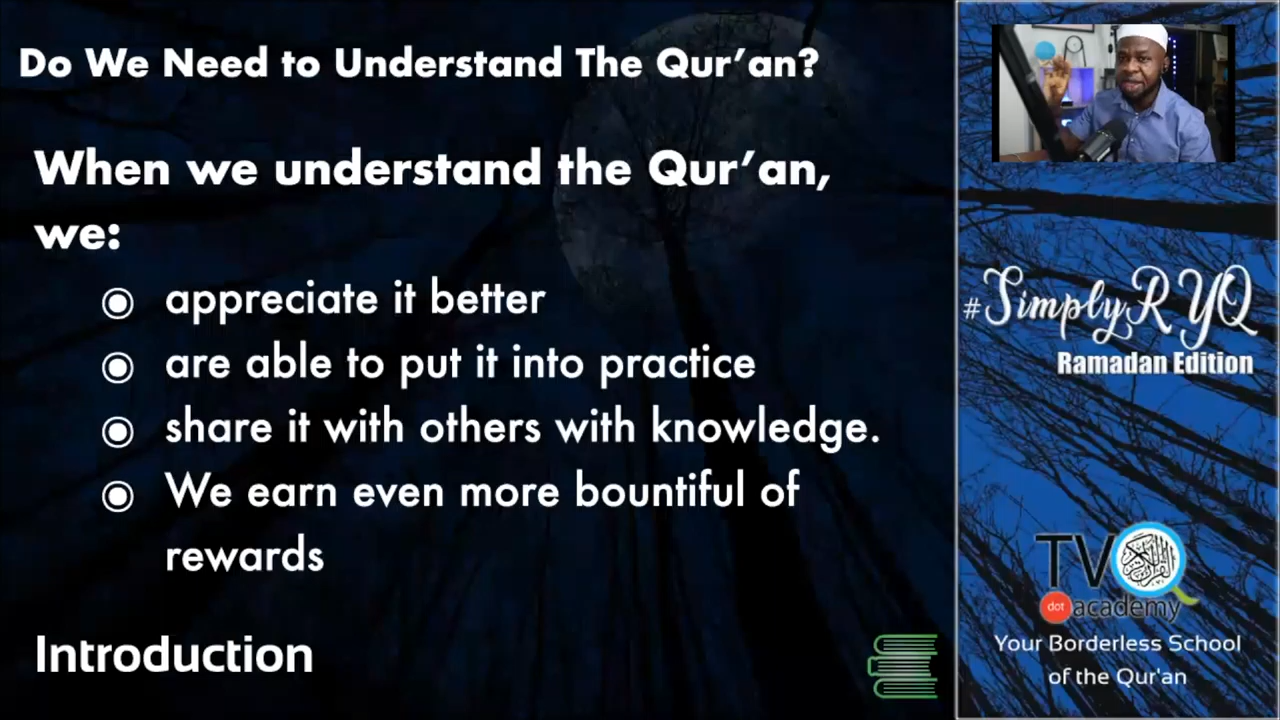 Do We Need to Understand The Qur’an?
When we understand the Qur’an,
we:
appreciate it better
are able to put it into practice
share it with others with knowledge.
We earn even more bountiful of
rewards
Introduction
#SimplyRYQ
Ramadan Edition
TVQ
dot academy
Your Borderless School
of the Qur'an